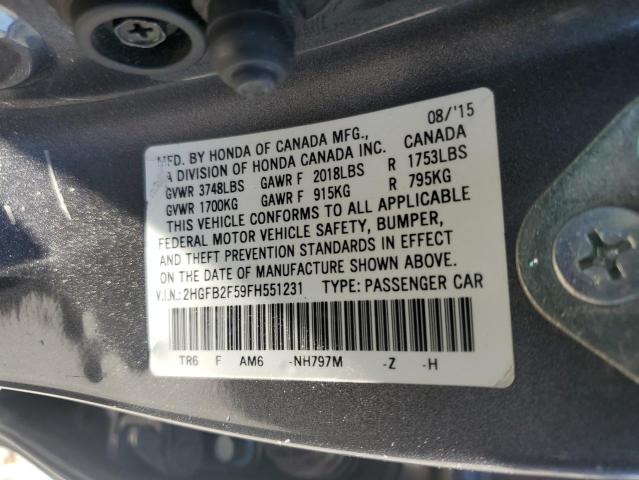 08/'15
MFD. BY HONDA OF CANADA MFG., CANADA
A DIVISION OF HONDA CANADA INC.
GVWR 3748LBS GAWR F 2018LBS R 1753LBS
GVWR 1700KG GAWR F 915KG R 795KG
THIS VEHICLE CONFORMS TO ALL APPLICABLE
FEDERAL MOTOR VEHICLE SAFETY, BUMPER,
AND THEFT PREVENTION STANDARDS IN EFFECT
ON THE DATE OF MANUFACTURE SHOWN ABOVE.
V.I.N.: 2HGFB2F59FH551231 TYPE: PASSENGER CAR
TR6 F AM6 -NH797M -Z -H